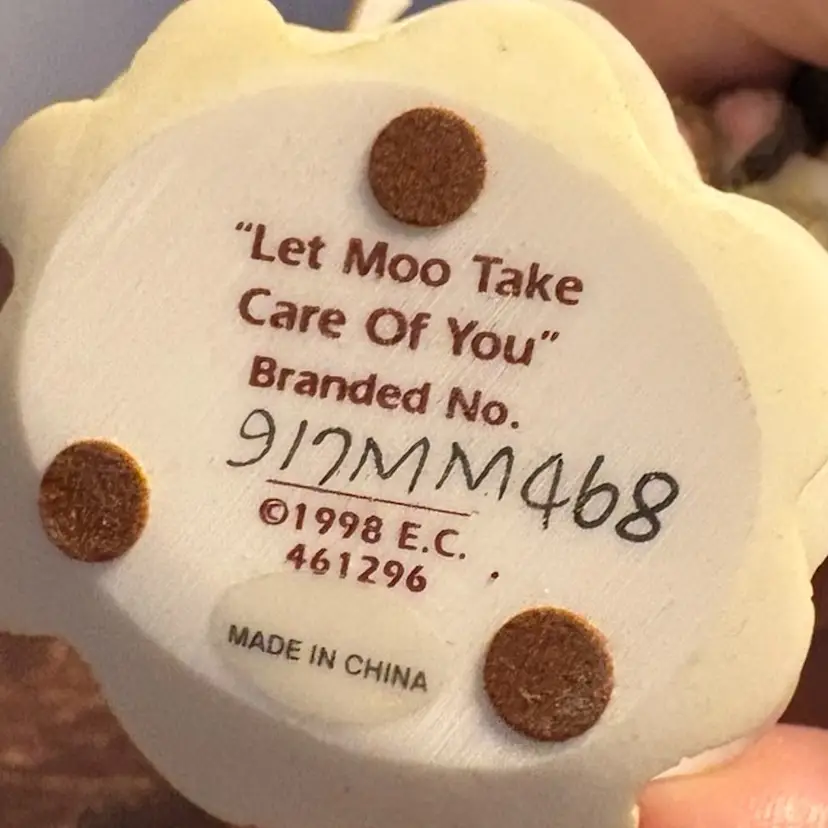 “Let Moo Take
Care Of You”
Branded No.
917MM468
©1998 E.C.
461296
MADE IN CHINA